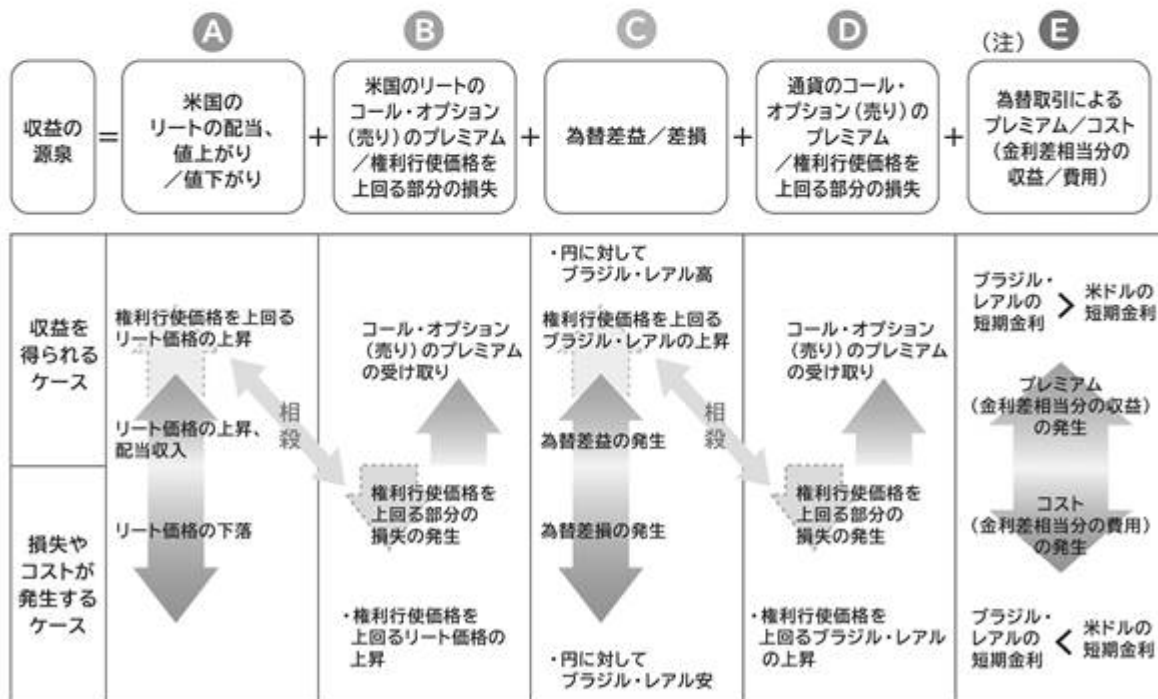 A
B
C
D
(注) E
収益の
源泉
=
米国の
リートの配当、
値上がり
/値下がり
+
米国のリートの
コール・オプション
(売り)のプレミアム
/権利行使価格を
上回る部分の損失
+
為替差益/差損
+
通貨のコール・
オプション(売り)の
プレミアム
/権利行使価格を
上回る部分の損失
+
為替取引による
プレミアム/コスト
(金利差相当分の
収益/費用)
収益を
得られる
ケース
権利行使価格を上回る
リート価格の上昇
リート価格の上昇、
配当収入
相殺
コール・オプション
(売り)のプレミアム
の受け取り
・円に対して
ブラジル・レアル高
権利行使価格を上回る
ブラジル・レアルの上昇
為替差益の発生
相殺
コール・オプション
(売り)のプレミアム
の受け取り
ブラジル・
レアルの
短期金利
>
米ドルの
短期金利
プレミアム
(金利差相当分の収益)
の発生
損失や
コストが
発生する
ケース
リート価格の下落
権利行使価格を
上回る部分の
損失の発生
・権利行使価格を
上回るリート価格の
上昇
為替差損の発生
・円に対して
ブラジル・レアル安
権利行使価格を
上回る部分の
損失の発生
・権利行使価格を
上回るブラジル・レアル
の上昇
コスト
(金利差相当分の費用)
の発生
ブラジル・
レアルの
短期金利
<
米ドルの
短期金利